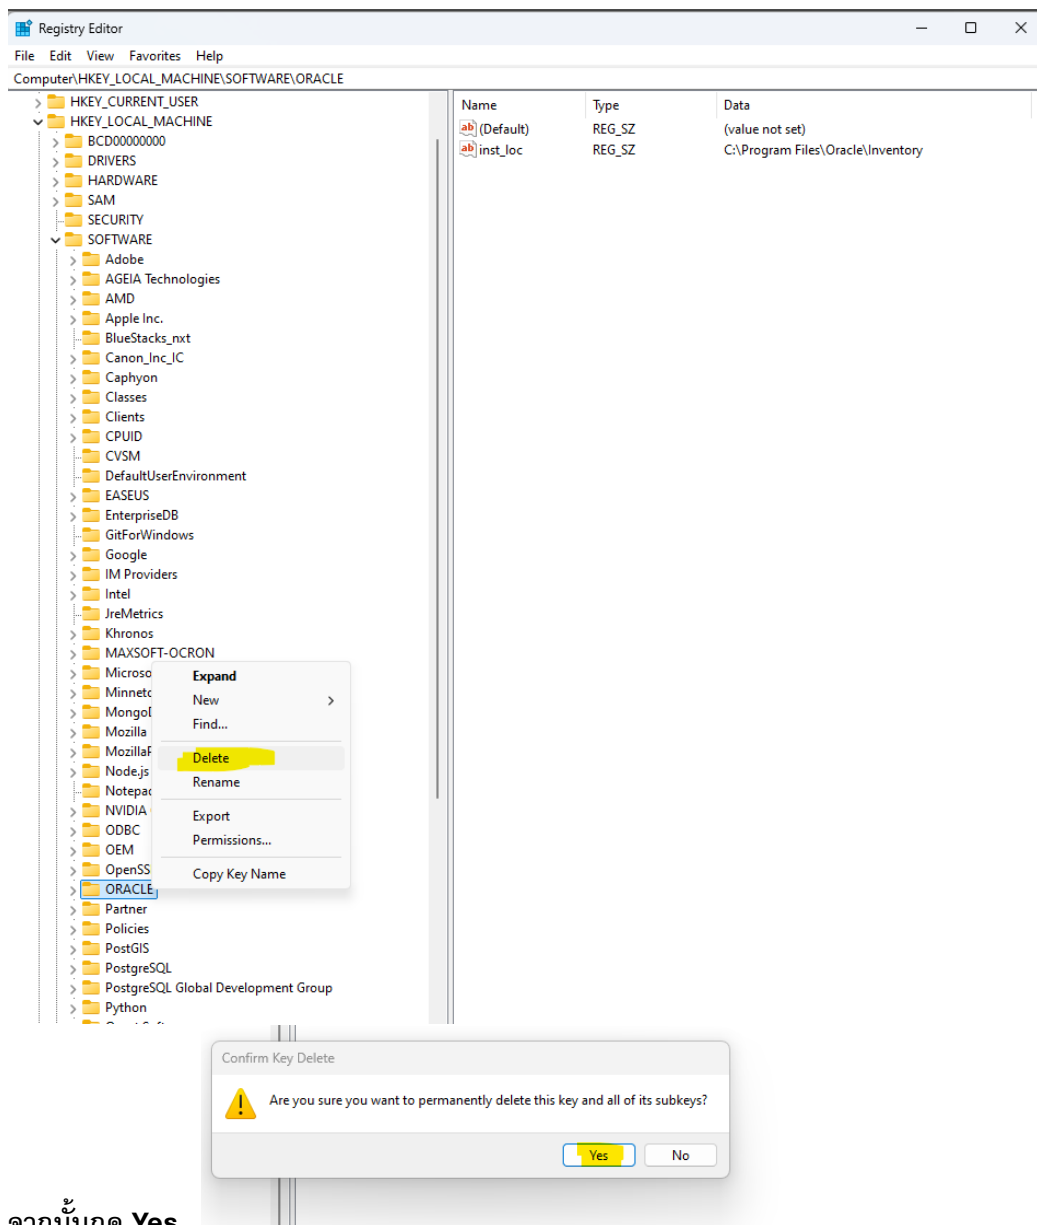 Registry Editor
File Edit View Favorites Help
Computer\HKEY_LOCAL_MACHINE\SOFTWARE\ORACLE
HKEY_CURRENT_USER
HKEY_LOCAL_MACHINE
BCD00000000
DRIVERS
HARDWARE
SAM
SECURITY
SOFTWARE
Adobe
AGEIA Technologies
AMD
Apple Inc.
BlueStacks_nxt
Canon_Inc_IC
Caphyon
Classes
Clients
CPUID
CVSM
DefaultUserEnvironment
EASEUS
EnterpriseDB
GitForWindows
Google
IM Providers
Intel
JreMetrics
Khronos
MAXSOFT-OCRON
Microso
Minneto
Mongo
Mozilla
Mozilla
Node.js
Notepa
NVIDIA
ODBC
OEM
OpenSS
ORACLE
Partner
Policies
PostGIS
PostgreSQL
PostgreSQL Global Development Group
Python
Name Type Data
(Default) REG_SZ (value not set)
inst_loc REG_SZ C:\Program Files\Oracle\Inventory
Expand
New
Find...
Delete
Rename
Export
Permissions...
Copy Key Name
Confirm Key Delete
Are you sure you want to permanently delete this key and all of its subkeys?
Yes No
จากนั้นกด Yes